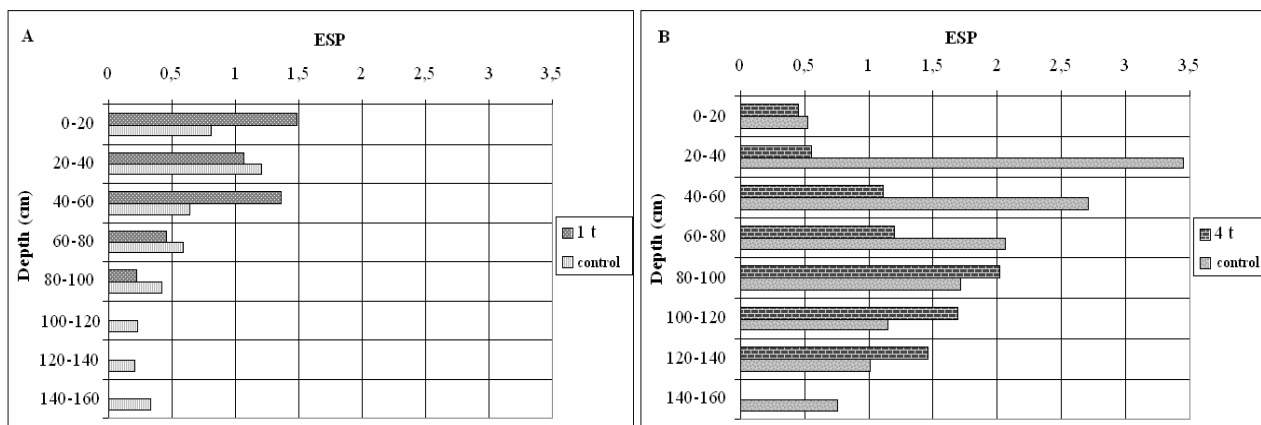 A
ESP
0 0,5 1 1,5 2 2,5 3 3,5
Depth (cm)
0-20
20-40
40-60
60-80
80-100
100-120
120-140
140-160
1 t
control
B
ESP
0 0,5 1 1,5 2 2,5 3 3,5
Depth (cm)
0-20
20-40
40-60
60-80
80-100
100-120
120-140
140-160
4 t
control